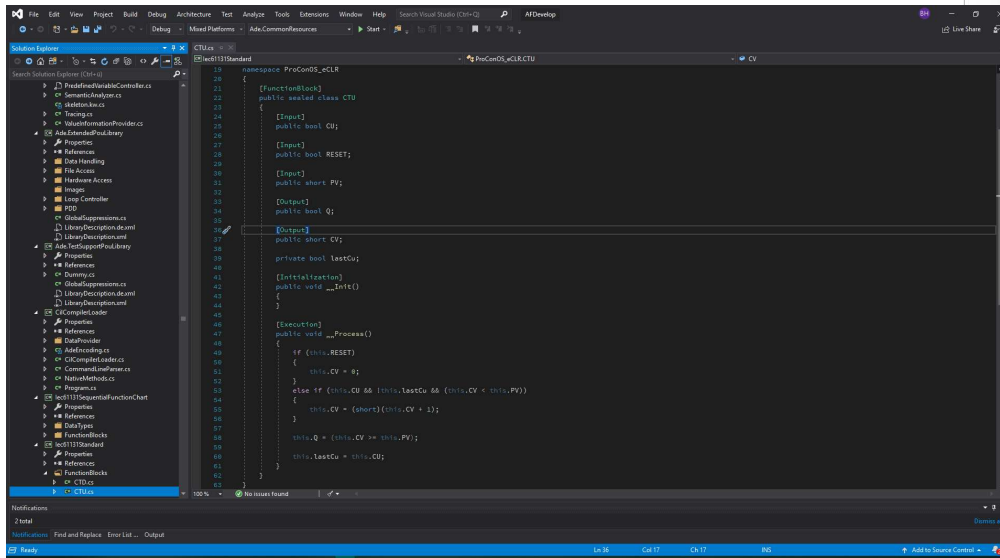 File Edit View Project Build Debug Architecture Test Analyze Tools Extensions Window Help Search Visual Studio (Ctrl+Q) AFDevelop BH
Debug Mixed Platforms Ade.CommonResources Start Live Share
Solution Explorer
Search Solution Explorer (Ctrl+ü)
PredefinedVariableController.cs
SemanticAnalyzer.cs
skeleton.kw.cs
Tracing.cs
ValueInformationProvider.cs
Ade.ExtendedPouLibrary
Properties
References
Data Handling
File Access
Hardware Access
Images
Loop Controller
PDD
GlobalSuppressions.cs
LibraryDescription.de.xml
LibraryDescription.xml
Ade.TestSupportPouLibrary
Properties
References
Dummy.cs
GlobalSuppressions.cs
LibraryDescription.de.xml
LibraryDescription.xml
CilCompilerLoader
Properties
References
DataProvider
AdeEncoding.cs
CilCompilerLoader.cs
CommandLineParser.cs
NativeMethods.cs
Program.cs
Iec61131SequentialFunctionChart
Properties
References
DataTypes
FunctionBlocks
Iec61131Standard
Properties
References
FunctionBlocks
CTD.cs
CTU.cs
CTU.cs
Iec61131Standard ProConOS_eCLR.CTU CV
19 namespace ProConOS_eCLR
20 {
21 [FunctionBlock]
22 public sealed class CTU
23 {
24 [Input]
25 public bool CU;
26
27 [Input]
28 public bool RESET;
29
30 [Input]
31 public short PV;
32
33 [Output]
34 public bool Q;
35
36 [Output]
37 public short CV;
38
39 private bool lastCu;
40
41 [Initialization]
42 public void __Init()
43 {
44 }
45
46 [Execution]
47 public void __Process()
48 {
49 if (this.RESET)
50 {
51 this.CV = 0;
52 }
53 else if (this.CU && !this.lastCu && (this.CV < this.PV))
54 {
55 this.CV = (short)(this.CV + 1);
56 }
57
58 this.Q = (this.CV >= this.PV);
59
60 this.lastCu = this.CU;
61 }
62 }
63 }
100 % No issues found
Notifications
2 total
Notifications Find and Replace Error List ... Output
Ready Ln 36 Col 17 Ch 17 INS Add to Source Control